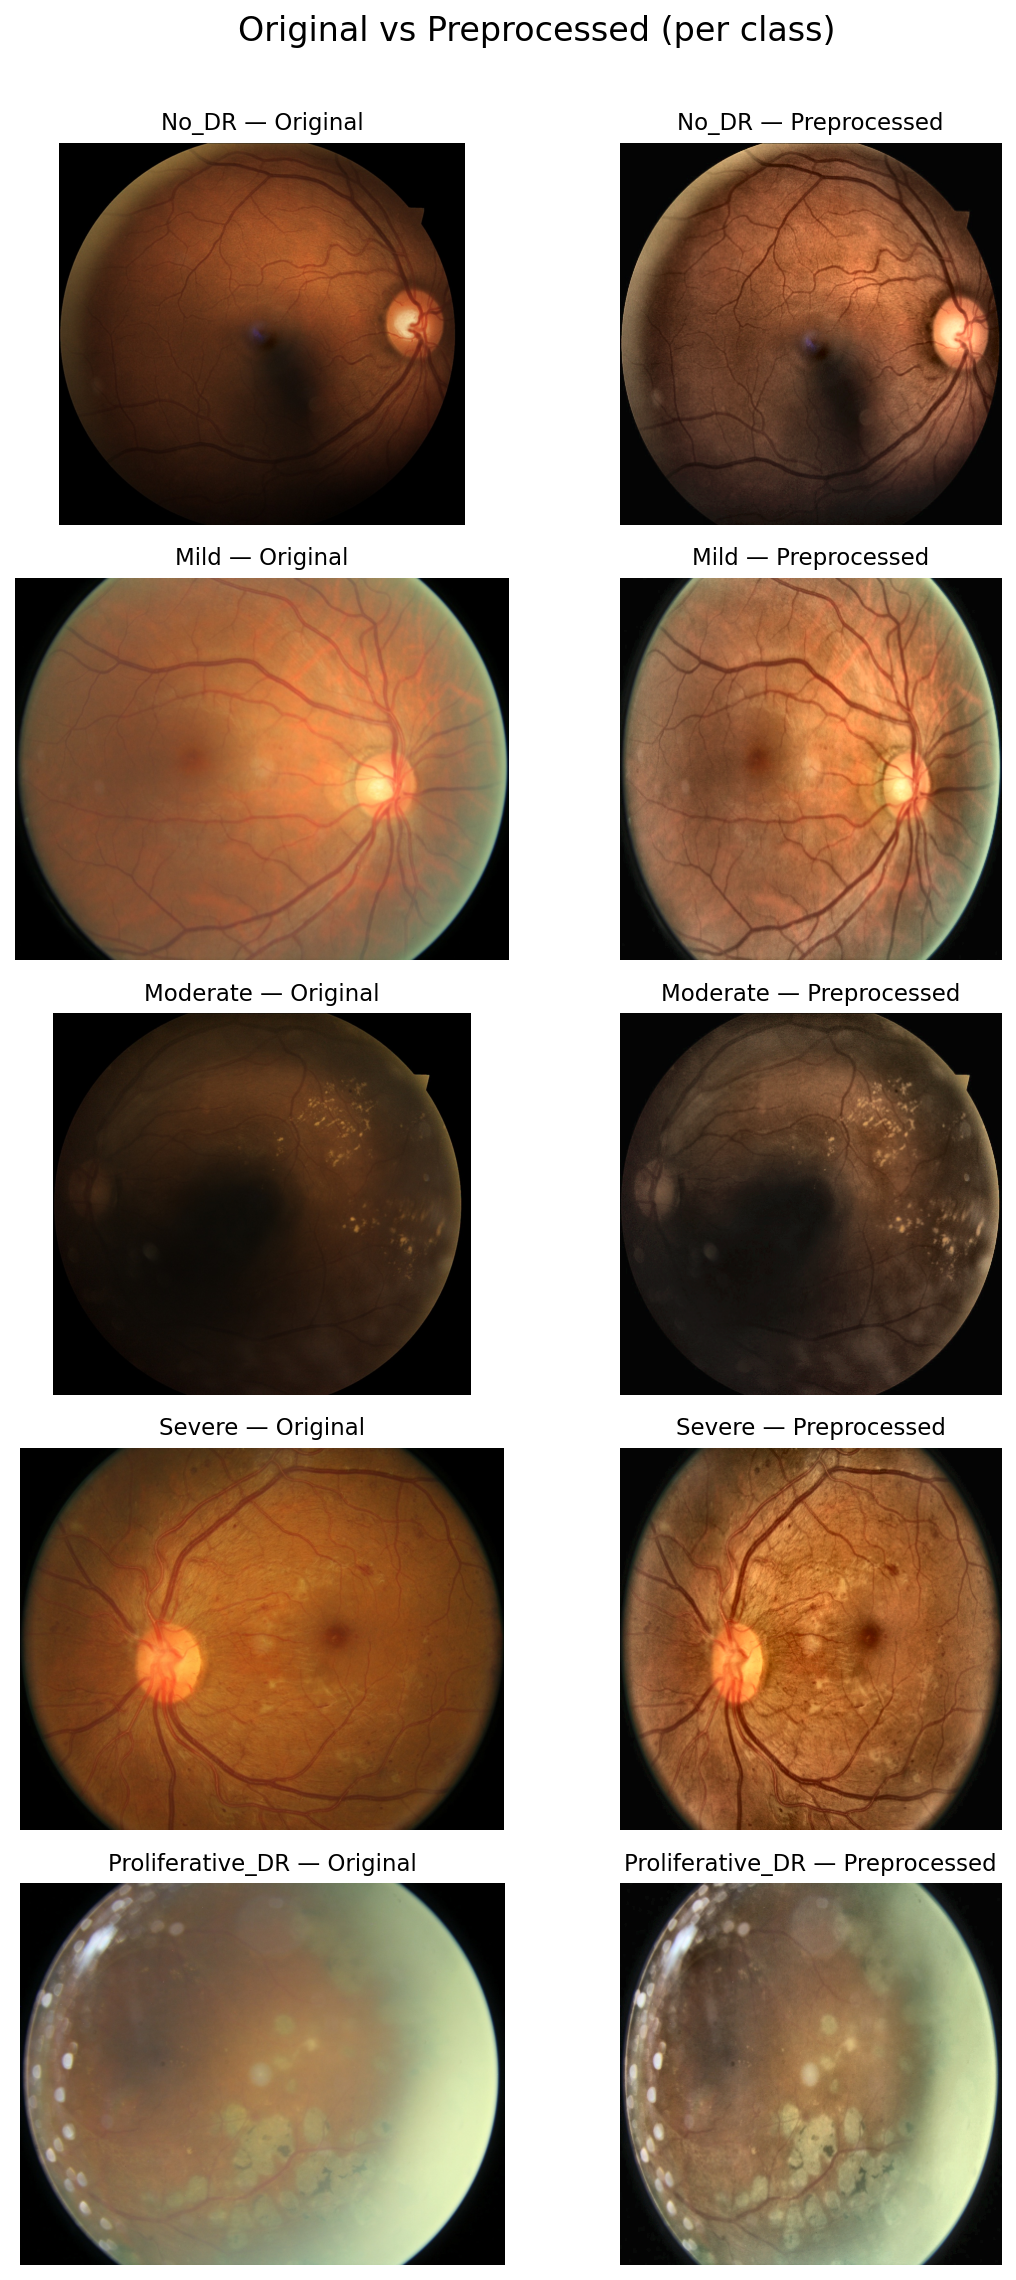 Original vs Preprocessed (per class)
No_DR — Original
No_DR — Preprocessed
Mild — Original
Mild — Preprocessed
Moderate — Original
Moderate — Preprocessed
Severe — Original
Severe — Preprocessed
Proliferative_DR — Original
Proliferative_DR — Preprocessed